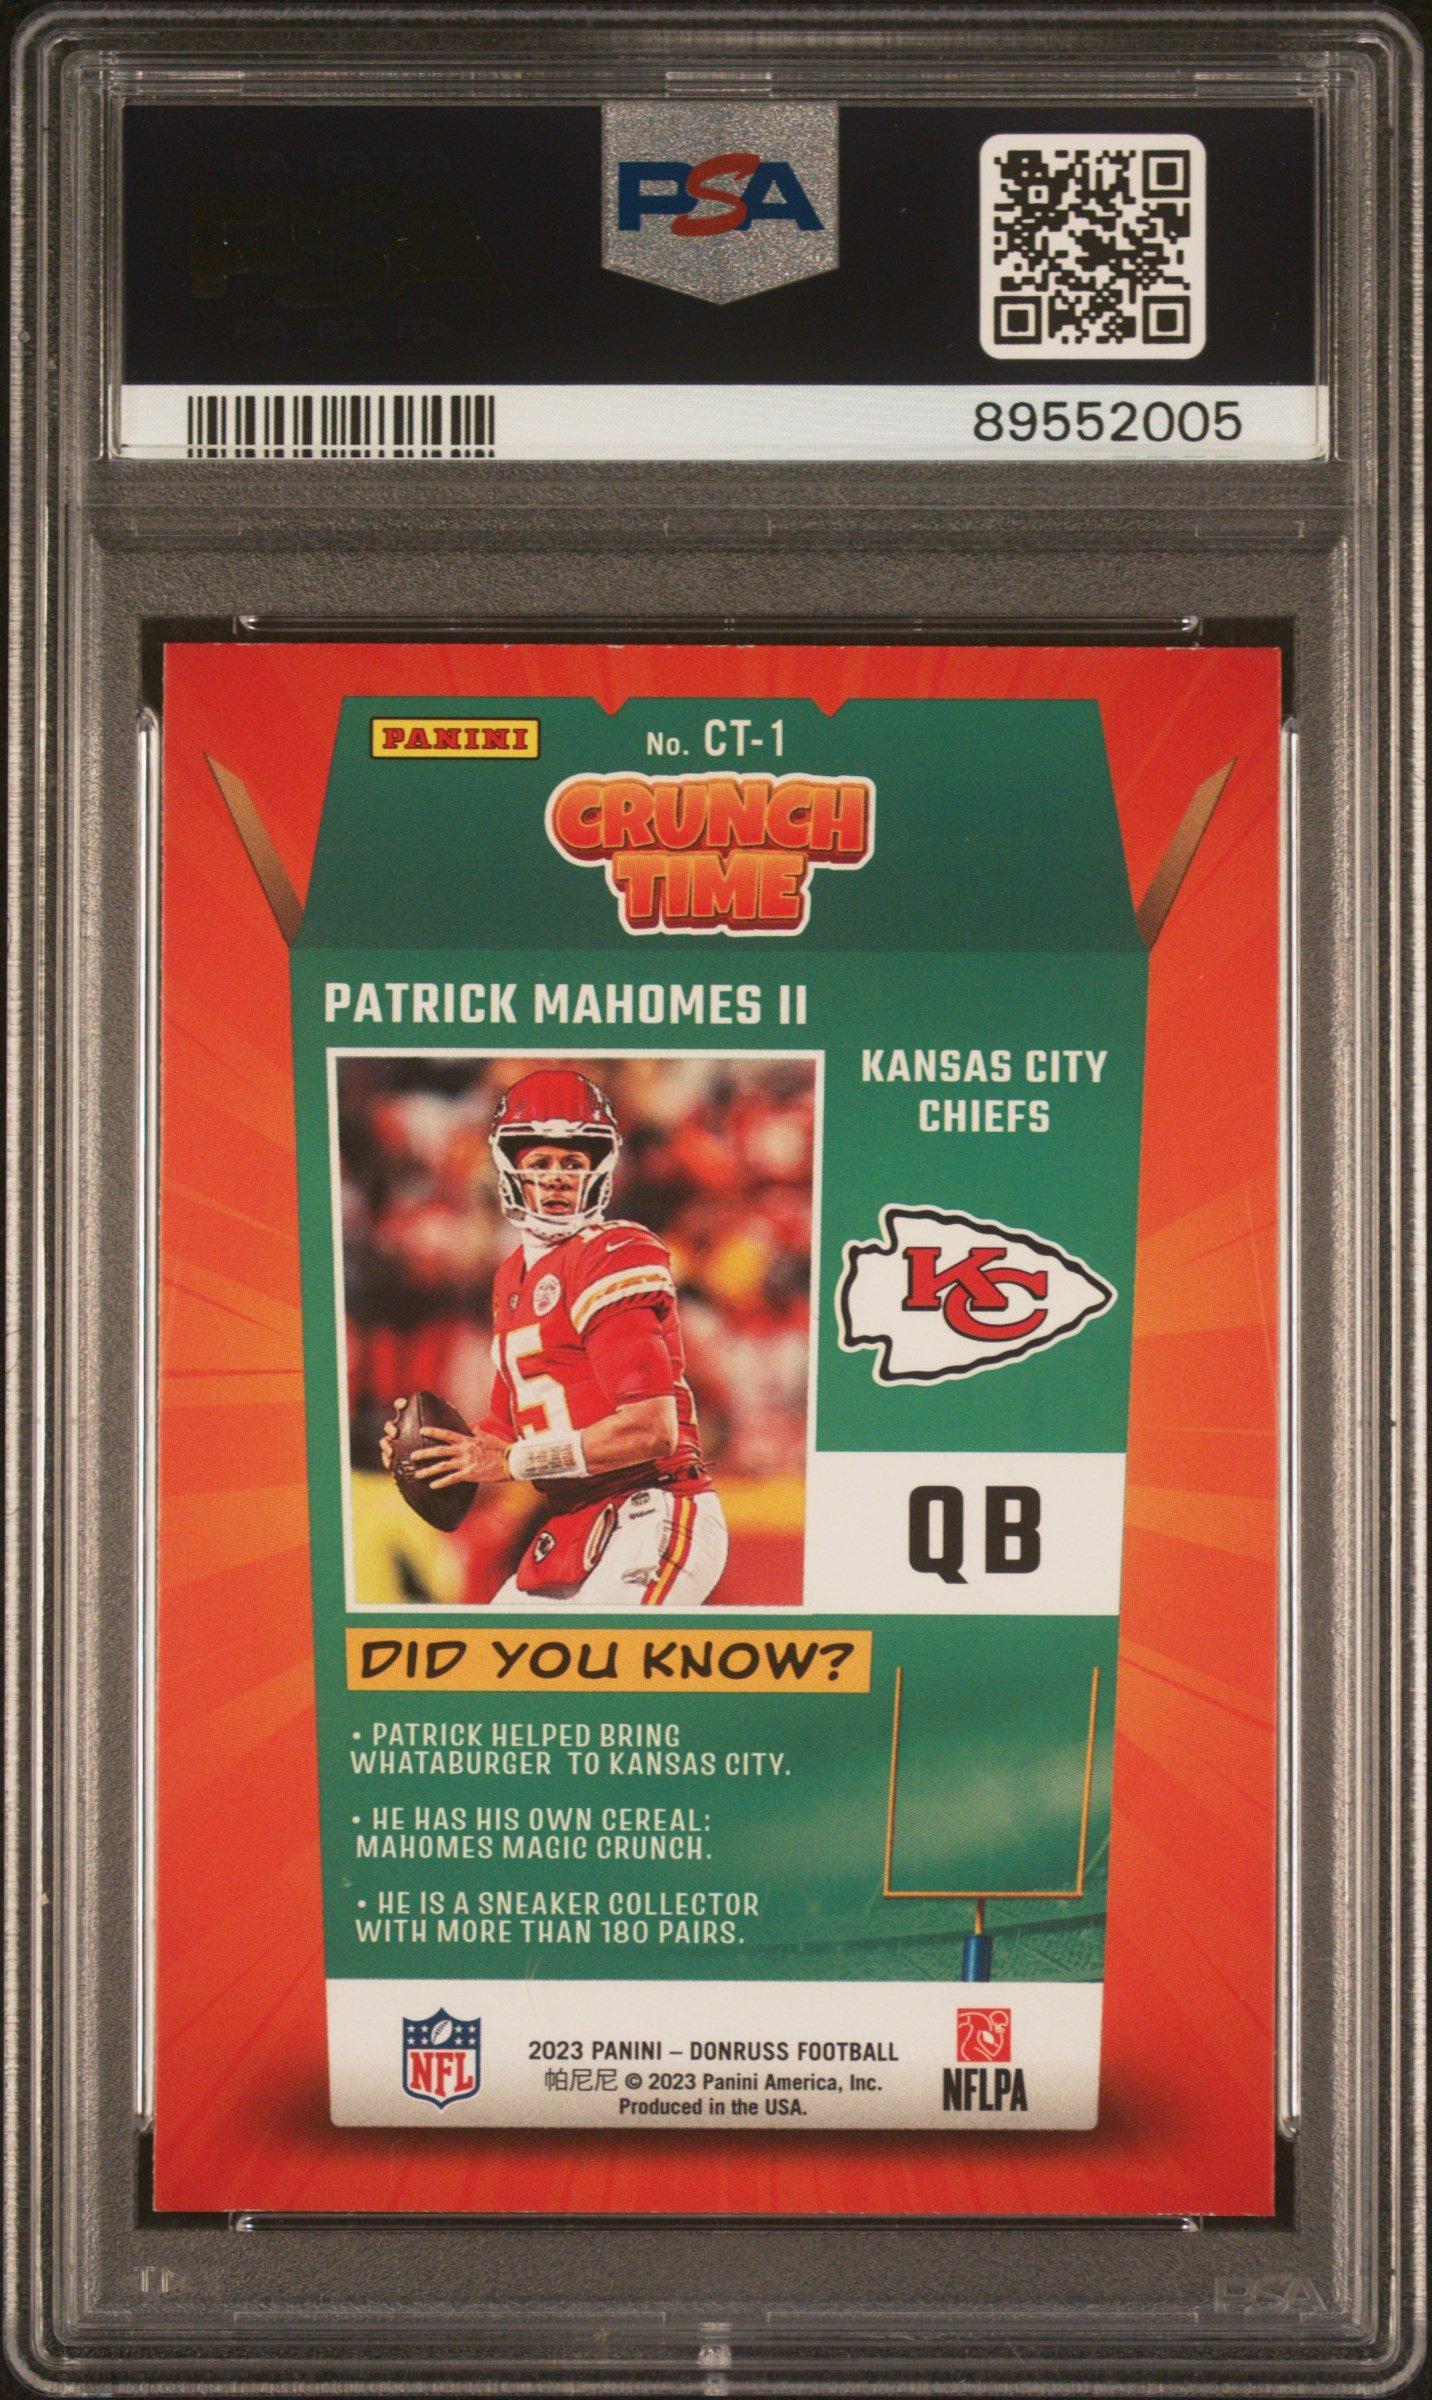 PSA
89552005
PANINI
No. CT-1
CRUNCH
TIME
PATRICK MAHOMES II
KANSAS CITY
CHIEFS
KC
15
QB
DID YOU KNOW?
• PATRICK HELPED BRING
WHATABURGER TO KANSAS CITY.
• HE HAS HIS OWN CEREAL:
MAHOMES MAGIC CRUNCH.
• HE IS A SNEAKER COLLECTOR
WITH MORE THAN 180 PAIRS.
NFL
2023 PANINI – DONRUSS FOOTBALL
帕尼尼 © 2023 Panini America, Inc.
Produced in the USA.
NFLPA
PSA